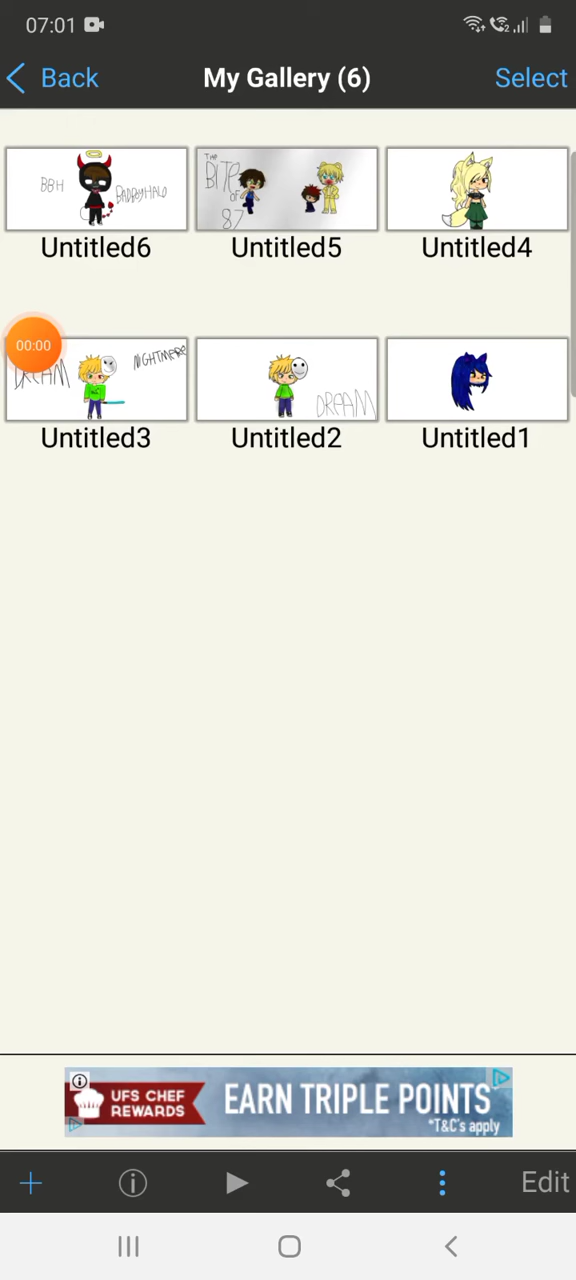 07:01
Back
My Gallery (6)
Select
BBH
BADBOYHALO
THE
BITE
of
87
Untitled6
Untitled5
Untitled4
00:00
DREAM
NIGHTMERE
DREAM
Untitled3
Untitled2
Untitled1
UFS CHEF
REWARDS
EARN TRIPLE POINTS
*T&C's apply
Edit